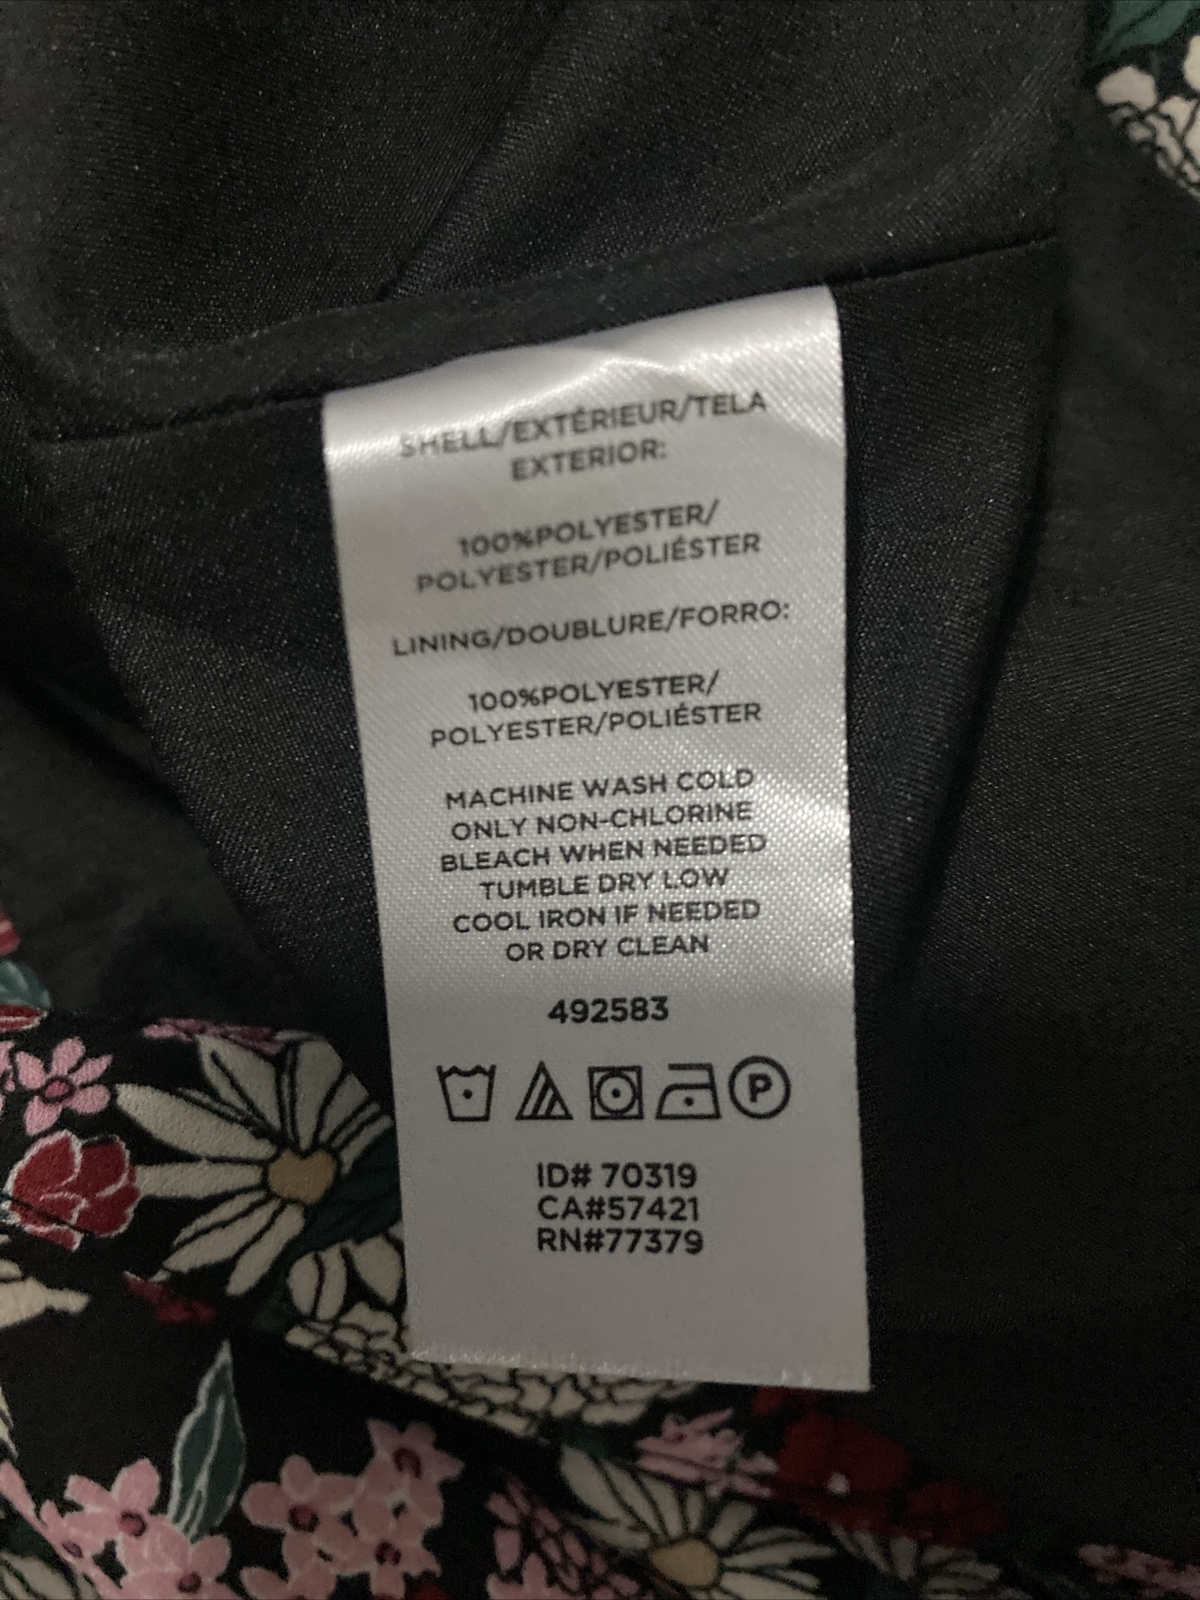 SHELL/EXTÉRIEUR/TELA
EXTERIOR:
100%POLYESTER/
POLYESTER/POLIÉSTER
LINING/DOUBLURE/FORRO:
100%POLYESTER/
POLYESTER/POLIÉSTER
MACHINE WASH COLD
ONLY NON-CHLORINE
BLEACH WHEN NEEDED
TUMBLE DRY LOW
COOL IRON IF NEEDED
OR DRY CLEAN
492583
P
ID# 70319
CA#57421
RN#77379